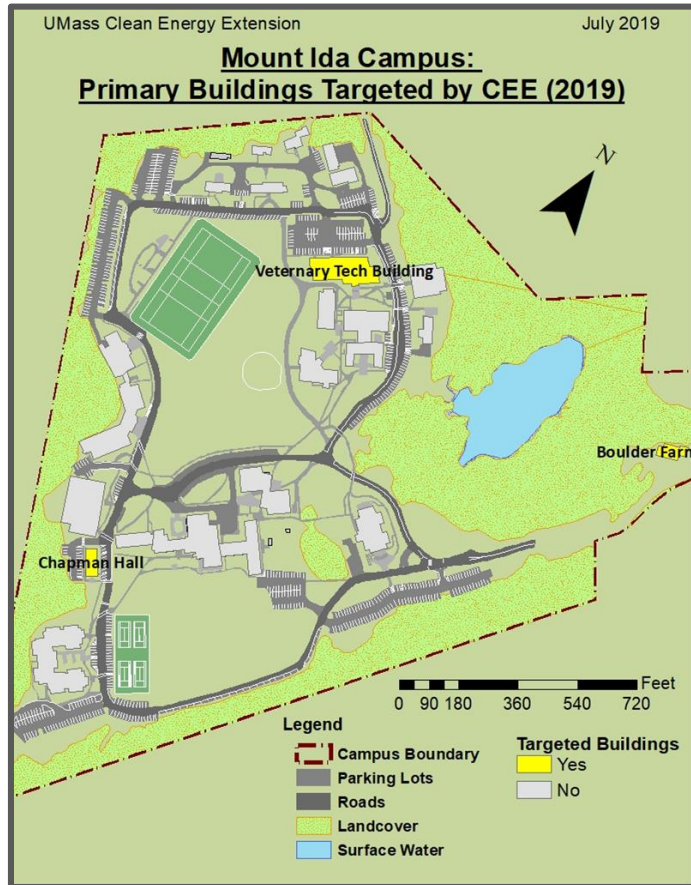 UMass Clean Energy Extension
July 2019
Mount Ida Campus:
Primary Buildings Targeted by CEE (2019)
N
Veternary Tech Building
Boulder Farm
Chapman Hall
Feet
0 90 180 360 540 720
Legend
Campus Boundary
Parking Lots
Roads
Landcover
Surface Water
Targeted Buildings
Yes
No